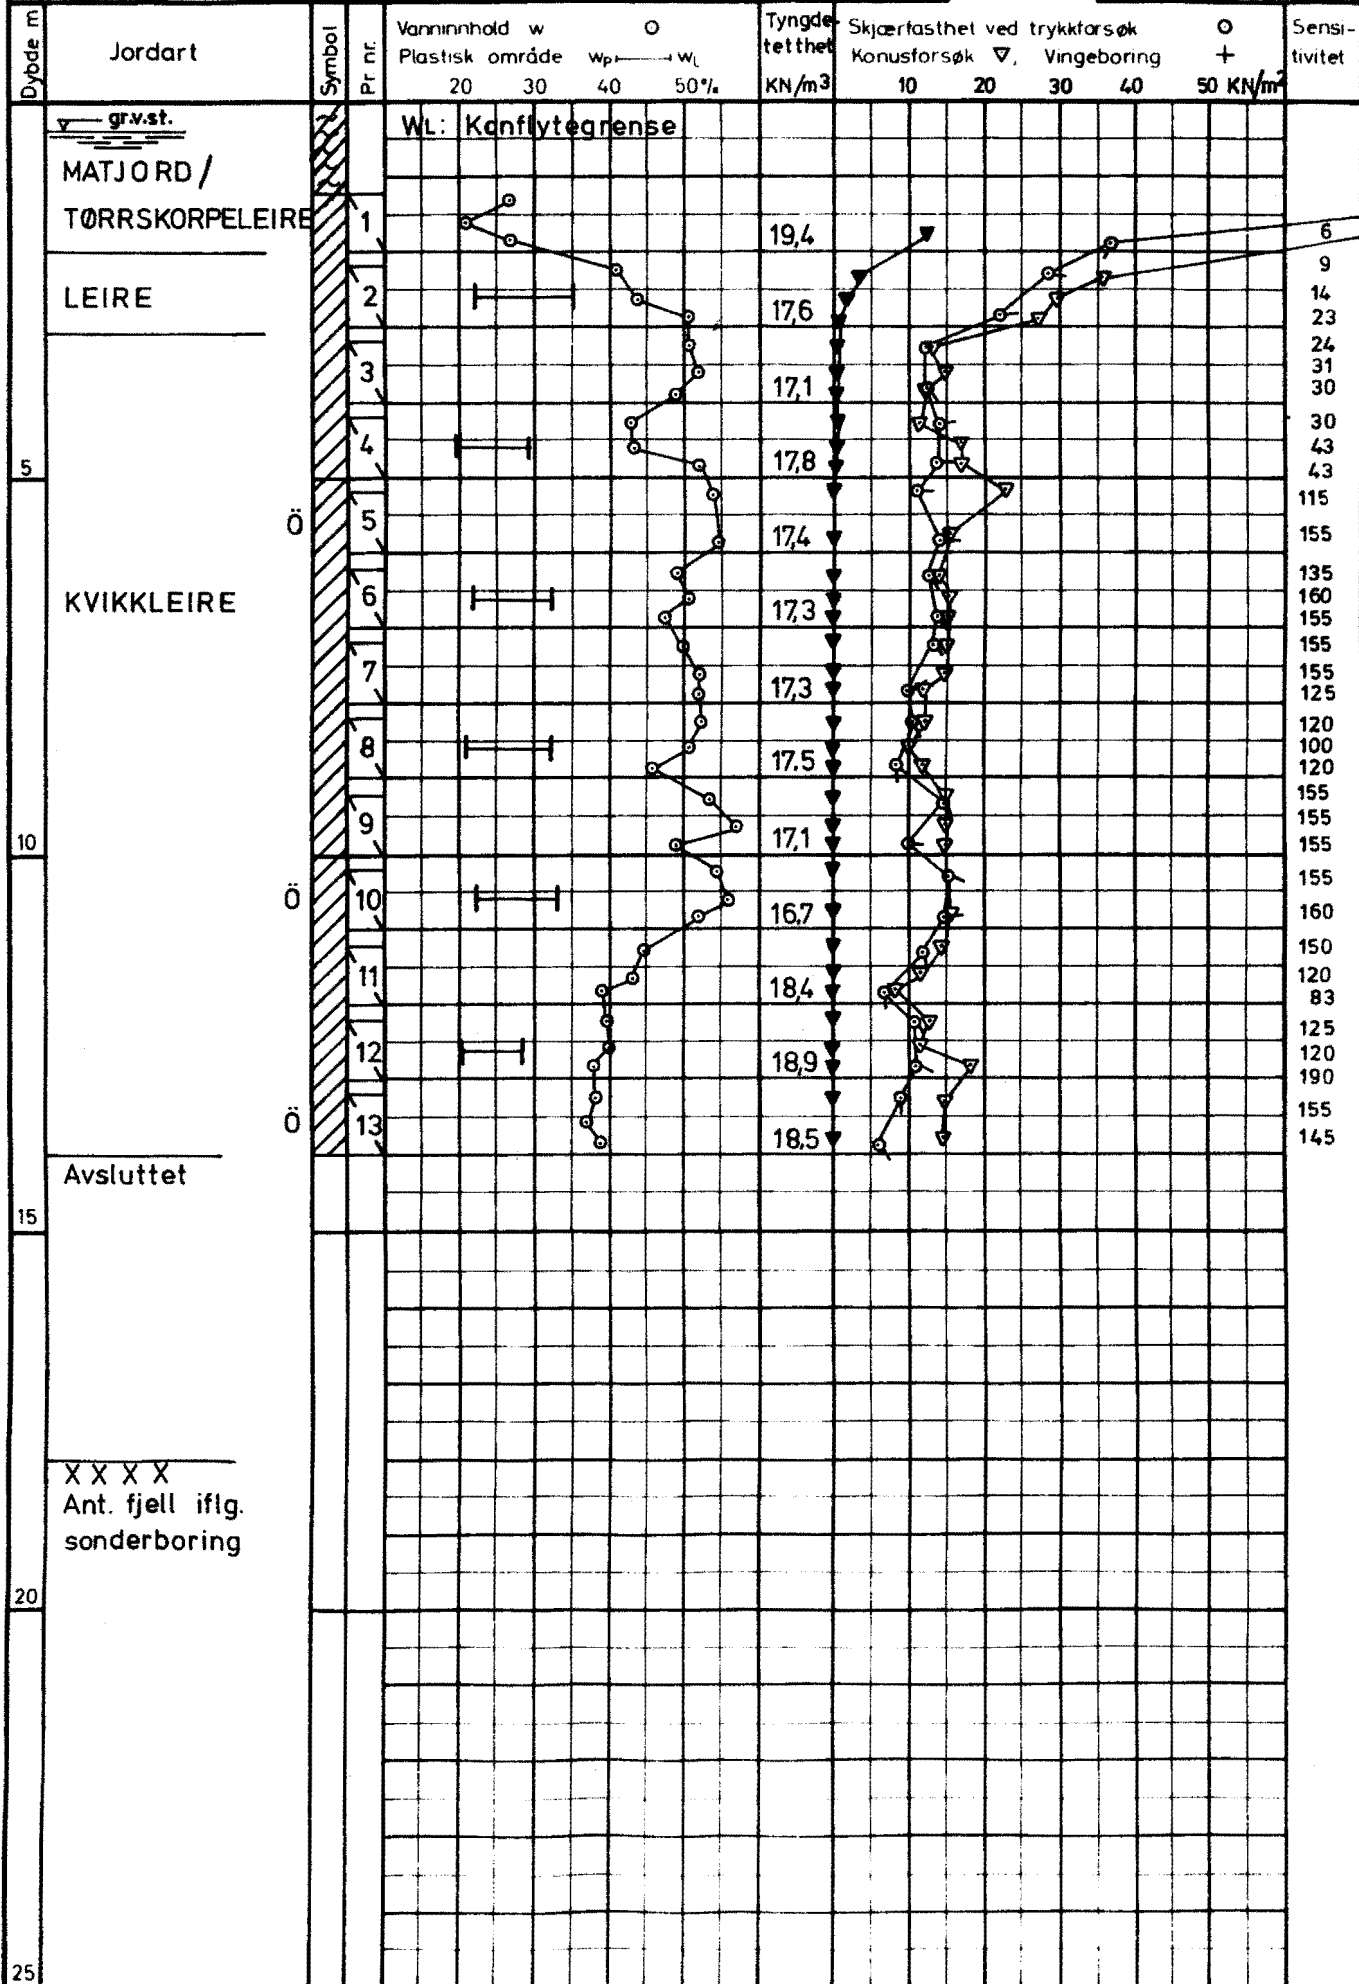 Dybde m
Jordart
Symbol
Pr nr.
Vanninnhold w
Plastisk område wP wL
20 30 40 50%
Tyngde-
tetthet
KN/m3
Skjærfasthet ved trykkforsøk
Konusforsøk ▽, Vingeboring +
10 20 30 40 50 KN/m2
Sensi-
tivitet
gr.v.st.
WL: Konflytegrense
MATJORD /
TØRRSKORPELEIRE
1
19,4
6
9
LEIRE
2
14
17,6
23
24
3
31
17,1
30
30
4
43
17,8
5
43
115
Ö
5
17,4
155
135
KVIKKLEIRE
6
160
17,3
155
155
7
155
17,3
125
120
8
100
17.5
120
155
9
155
17,1
10
155
155
Ö
10
16,7
160
150
11
120
18,4
83
125
12
120
18,9
190
155
Ö
13
18,5
145
Avsluttet
15
X X X X
Ant. fjell iflg.
sonderboring
20
25